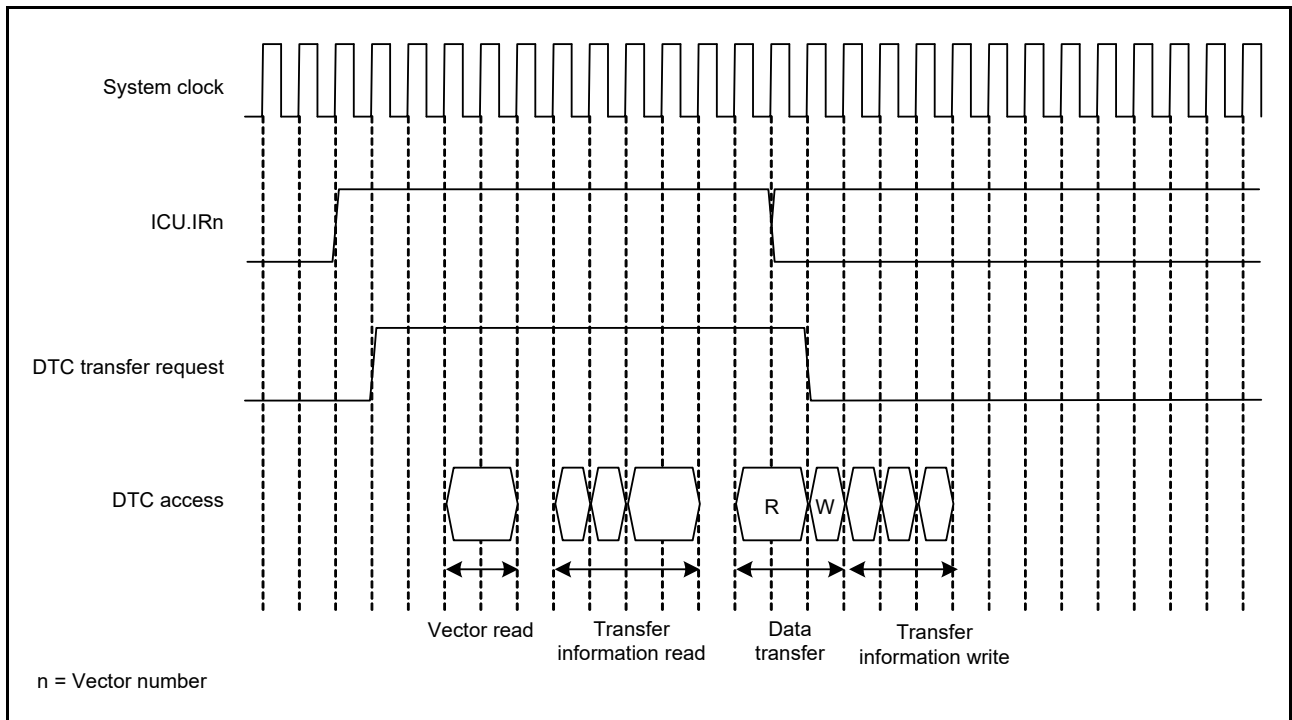 System clock
ICU.IRn
DTC transfer request
DTC access
R
W
Vector read
Transfer
information read
Data
transfer
Transfer
information write
n = Vector number